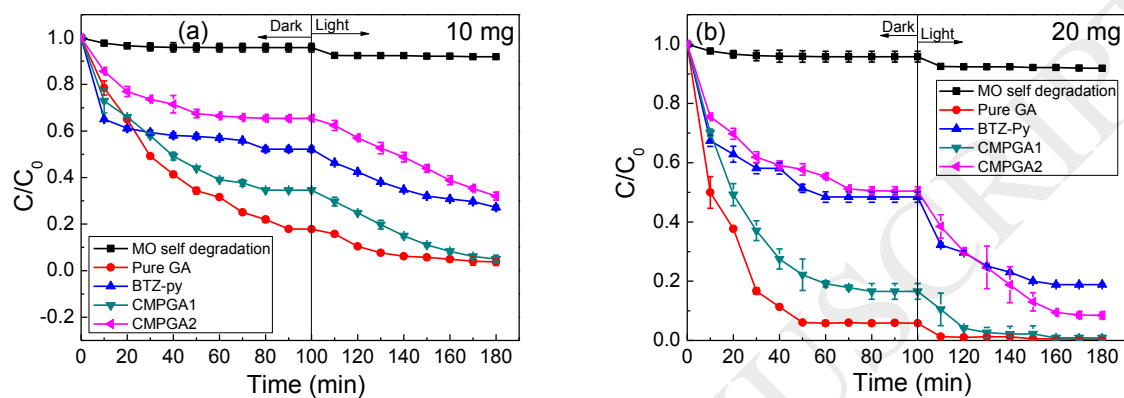 (a)
Dark
Light
10 mg
1.0
0.8
0.6
0.4
0.2
0.0
-0.2
C/C0
MO self degradation
Pure GA
BTZ-py
CMPGA1
CMPGA2
0 20 40 60 80 100 120 140 160 180
Time (min)
(b)
Dark
Light
20 mg
1.0
0.8
0.6
0.4
0.2
0.0
C/C0
MO self degradation
Pure GA
BTZ-Py
CMPGA1
CMPGA2
0 20 40 60 80 100 120 140 160 180
Time (min)